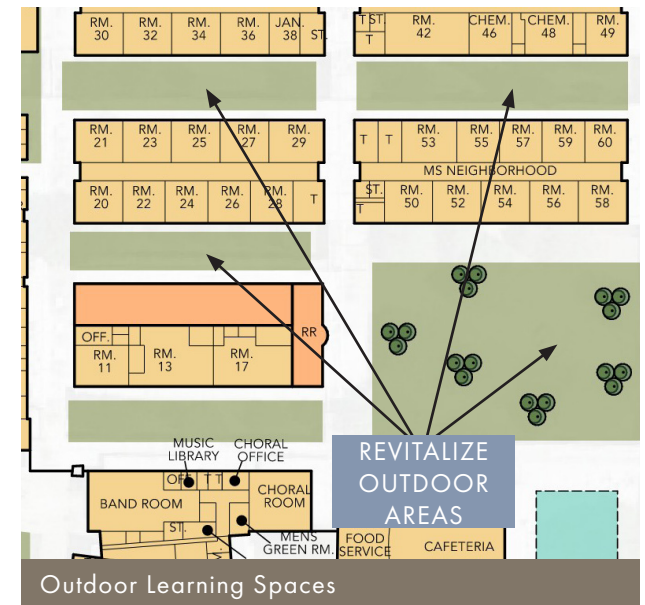 RM. 30
RM. 32
RM. 34
RM. 36
JAN. 38
ST.
T
ST.
T
RM. 42
CHEM. 46
CHEM. 48
RM. 49
RM. 21
RM. 23
RM. 25
RM. 27
RM. 29
T
T
RM. 53
RM. 55
RM. 57
RM. 59
RM. 60
MS NEIGHBORHOOD
RM. 20
RM. 22
RM. 24
RM. 26
RM. 28
T
ST.
T
RM. 50
RM. 52
RM. 54
RM. 56
RM. 58
OFF.
RM. 11
RM. 13
RM. 17
RR
MUSIC
LIBRARY
CHORAL
OFFICE
REVITALIZE
OUTDOOR
AREAS
OFF.
T T
BAND ROOM
CHORAL
ROOM
ST.
MENS
GREEN RM.
FOOD
SERVICE
CAFETERIA
Outdoor Learning Spaces